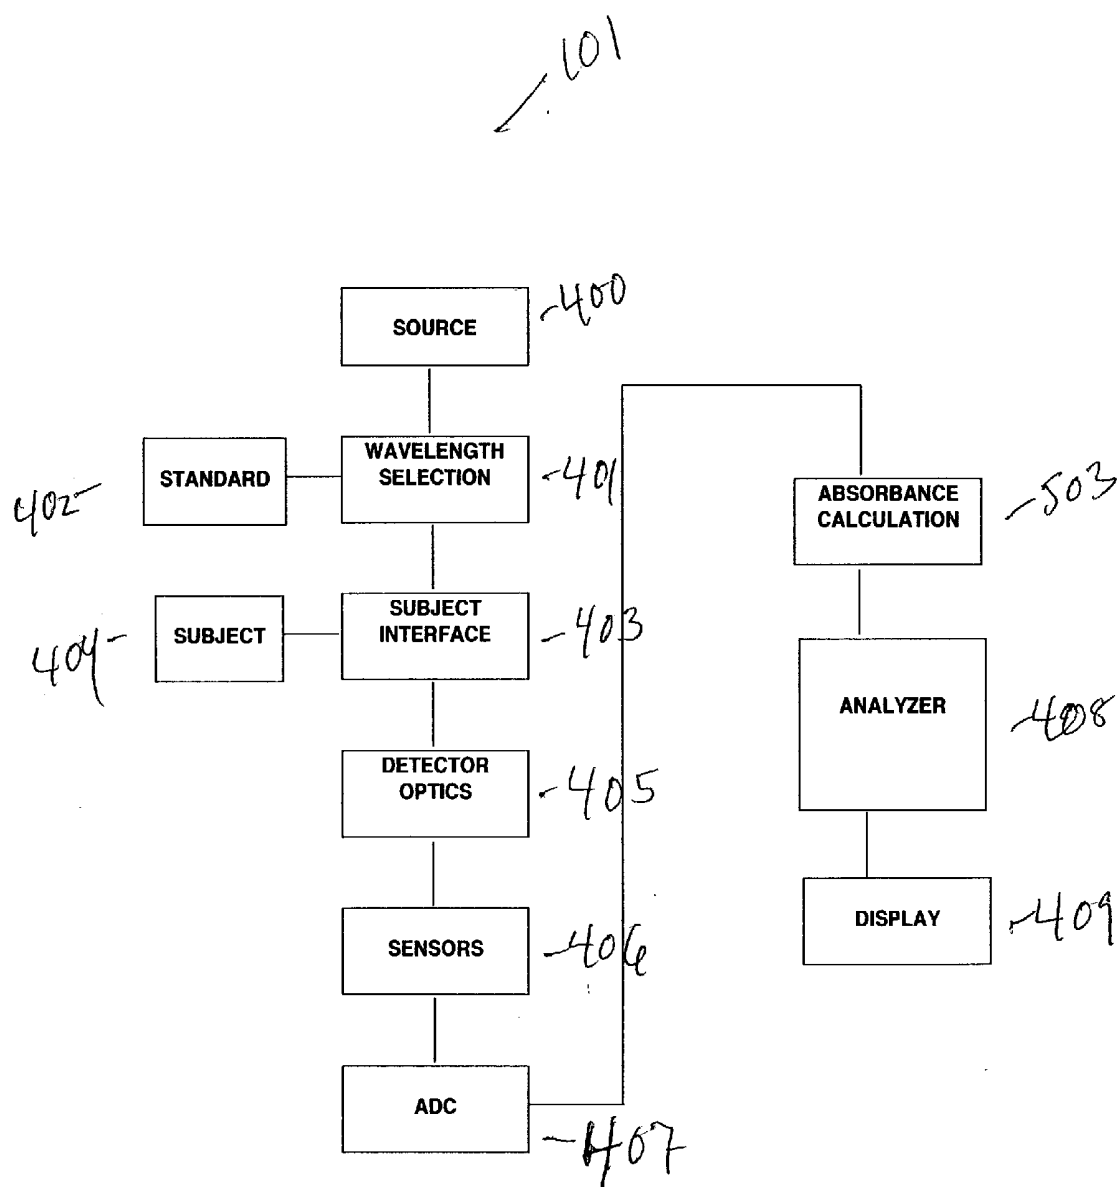 101
SOURCE
400
STANDARD
402
WAVELENGTH
SELECTION
401
SUBJECT
404
SUBJECT
INTERFACE
403
DETECTOR
OPTICS
405
SENSORS
406
ADC
407
ABSORBANCE
CALCULATION
503
ANALYZER
408
DISPLAY
409